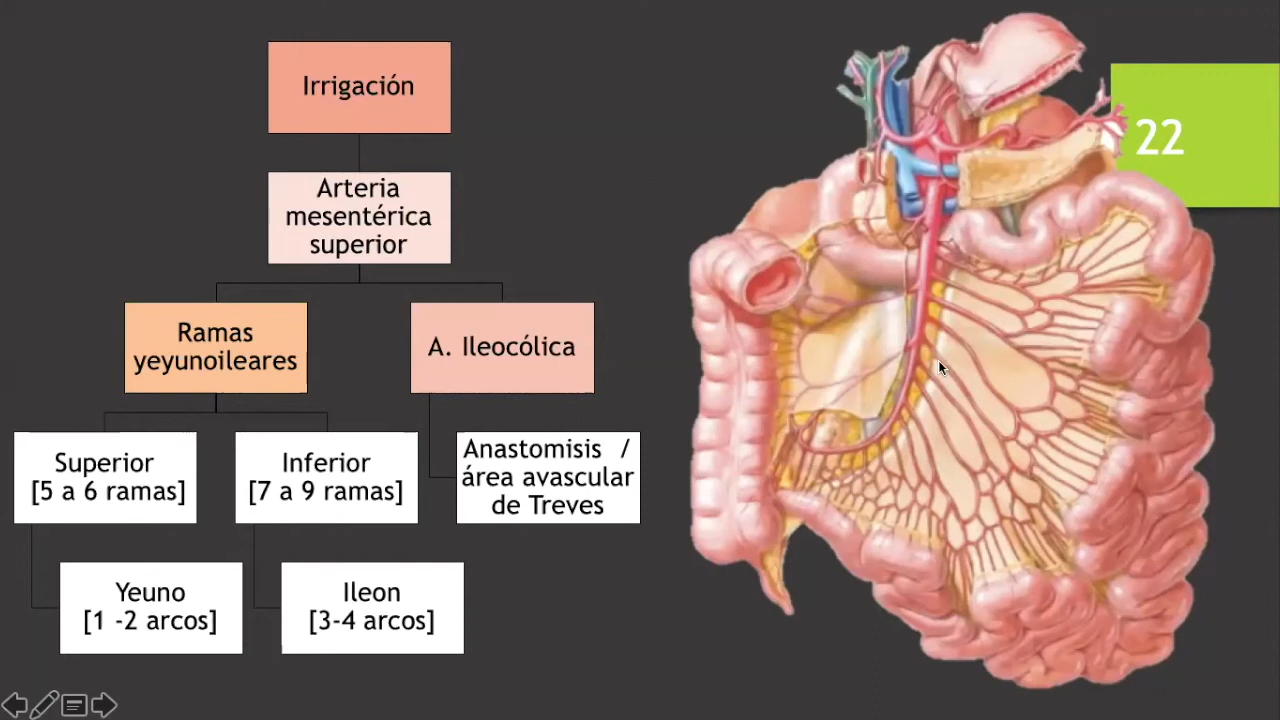 Irrigación
22
Arteria
mesentérica
superior
Ramas
yeyunoileares
A. Ileocólica
Superior
[5 a 6 ramas]
Inferior
[7 a 9 ramas]
Anastomisis /
área avascular
de Treves
Yeuno
[1 -2 arcos]
Ileon
[3-4 arcos]